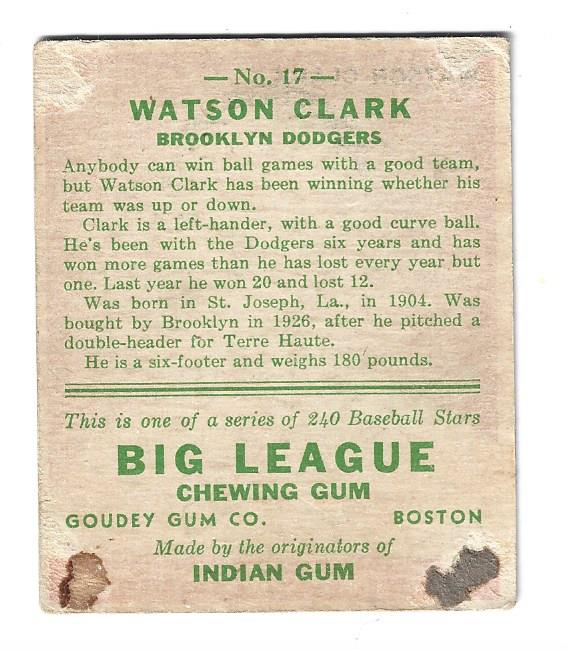 — No. 17 —
WATSON CLARK
BROOKLYN DODGERS
Anybody can win ball games with a good team,
but Watson Clark has been winning whether his
team was up or down.
Clark is a left-hander, with a good curve ball.
He's been with the Dodgers six years and has
won more games than he has lost every year but
one. Last year he won 20 and lost 12.
Was born in St. Joseph, La., in 1904. Was
bought by Brooklyn in 1926, after he pitched a
double-header for Terre Haute.
He is a six-footer and weighs 180 pounds.
This is one of a series of 240 Baseball Stars
BIG LEAGUE
CHEWING GUM
GOUDEY GUM CO. BOSTON
Made by the originators of
INDIAN GUM